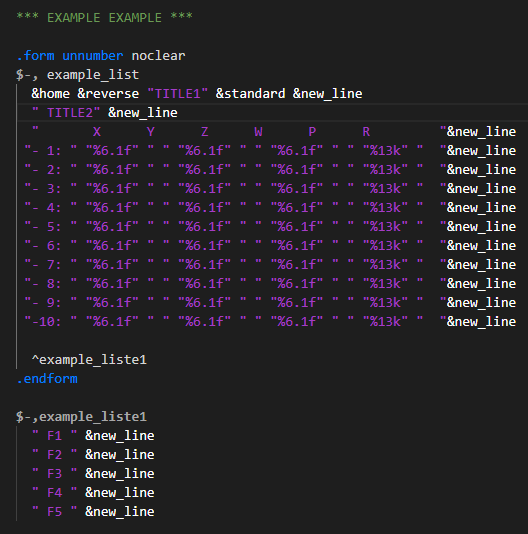 *** EXAMPLE EXAMPLE ***
.form unnumber noclear
$-, example_list
&home &reverse "TITLE1" &standard &new_line
" TITLE2" &new_line
"       X      Y      Z      W      P      R         "&new_line
"- 1: " "%6.1f" " " "%6.1f" " " "%6.1f" " " "%13k" "  "&new_line
"- 2: " "%6.1f" " " "%6.1f" " " "%6.1f" " " "%13k" "  "&new_line
"- 3: " "%6.1f" " " "%6.1f" " " "%6.1f" " " "%13k" "  "&new_line
"- 4: " "%6.1f" " " "%6.1f" " " "%6.1f" " " "%13k" "  "&new_line
"- 5: " "%6.1f" " " "%6.1f" " " "%6.1f" " " "%13k" "  "&new_line
"- 6: " "%6.1f" " " "%6.1f" " " "%6.1f" " " "%13k" "  "&new_line
"- 7: " "%6.1f" " " "%6.1f" " " "%6.1f" " " "%13k" "  "&new_line
"- 8: " "%6.1f" " " "%6.1f" " " "%6.1f" " " "%13k" "  "&new_line
"- 9: " "%6.1f" " " "%6.1f" " " "%6.1f" " " "%13k" "  "&new_line
"-10: " "%6.1f" " " "%6.1f" " " "%6.1f" " " "%13k" "  "&new_line
^example_liste1
.endform
$-,example_liste1
" F1 " &new_line
" F2 " &new_line
" F3 " &new_line
" F4 " &new_line
" F5 " &new_line